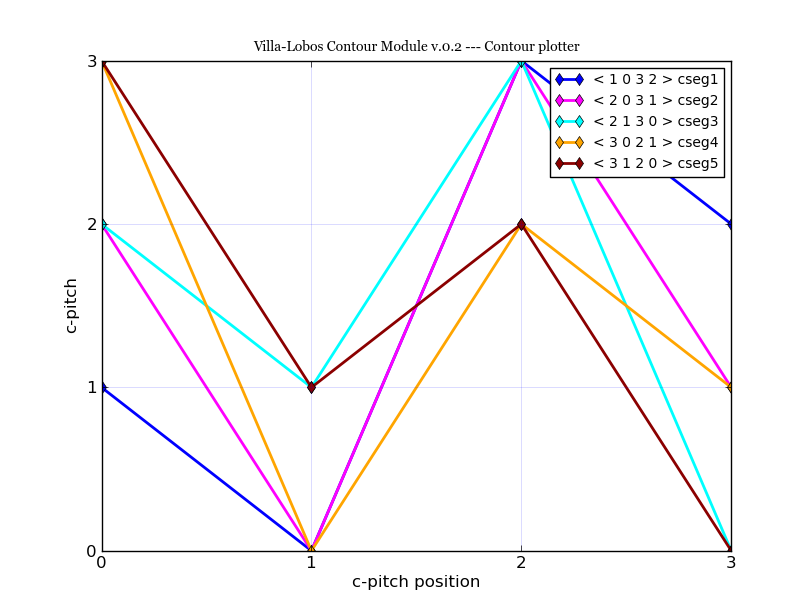 Villa-Lobos Contour Module v.0.2 --- Contour plotter
3
< 1 0 3 2 > cseg1
< 2 0 3 1 > cseg2
< 2 1 3 0 > cseg3
< 3 0 2 1 > cseg4
< 3 1 2 0 > cseg5
2
c-pitch
1
0
0 1 2 3
c-pitch position